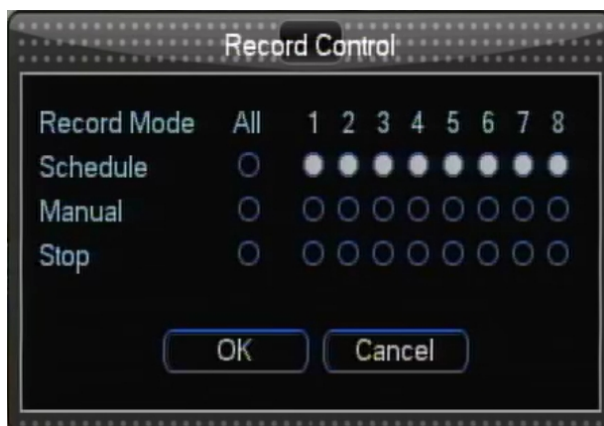 Record Control
Record Mode All 1 2 3 4 5 6 7 8
Schedule
Manual
Stop
OK Cancel